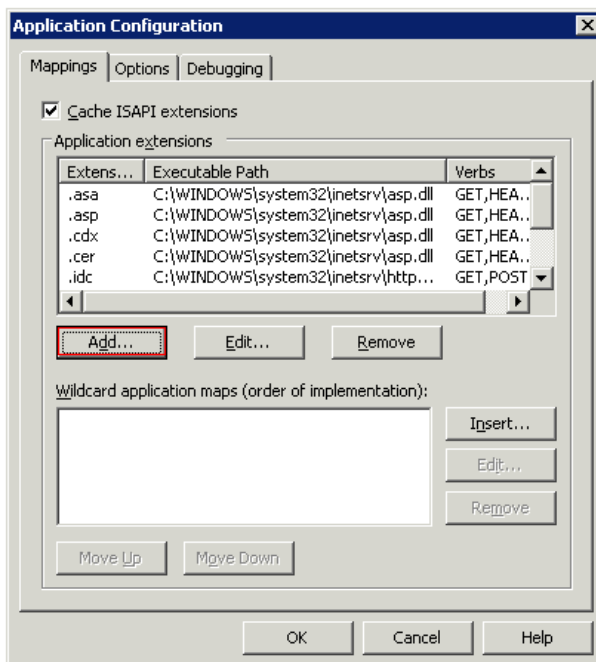 Application Configuration
Mappings Options Debugging
Cache ISAPI extensions
Application extensions
Extens... Executable Path Verbs
.asa C:\WINDOWS\system32\inetsrv\asp.dll GET,HEA..
.asp C:\WINDOWS\system32\inetsrv\asp.dll GET,HEA..
.cdx C:\WINDOWS\system32\inetsrv\asp.dll GET,HEA..
.cer C:\WINDOWS\system32\inetsrv\asp.dll GET,HEA..
.idc C:\WINDOWS\system32\inetsrv\http... GET,POST
Add... Edit... Remove
Wildcard application maps (order of implementation):
Insert...
Edit...
Remove
Move Up Move Down
OK Cancel Help